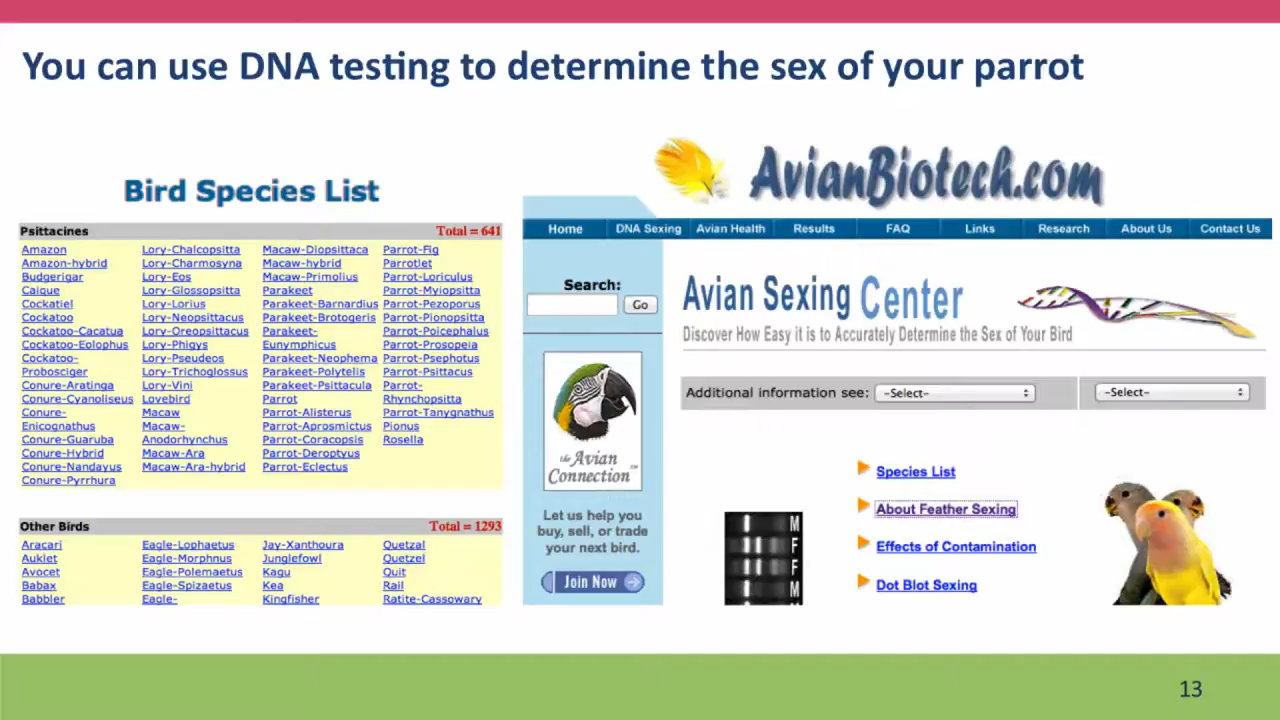 You can use DNA testing to determine the sex of your parrot
Bird Species List
Psittacines Total = 641
Amazon
Amazon-hybrid
Budgerigar
Caique
Cockatiel
Cockatoo
Cockatoo-Cacatua
Cockatoo-Eolophus
Cockatoo-
Probosciger
Conure-Aratinga
Conure-Cyanoliseus
Conure-
Enicognathus
Conure-Guaruba
Conure-Hybrid
Conure-Nandayus
Conure-Pyrrhura
Lory-Chalcopsitta
Lory-Charmosyna
Lory-Eos
Lory-Glossopsitta
Lory-Lorius
Lory-Neopsittacus
Lory-Oreopsittacus
Lory-Phigys
Lory-Pseudeos
Lory-Trichoglossus
Lory-Vini
Lovebird
Macaw
Macaw-
Anodorhynchus
Macaw-Ara
Macaw-Ara-hybrid
Macaw-Diopsittaca
Macaw-hybrid
Macaw-Primolius
Parakeet
Parakeet-Barnardius
Parakeet-Brotogeris
Parakeet-
Eunymphicus
Parakeet-Neophema
Parakeet-Polytelis
Parakeet-Psittacula
Parrot
Parrot-Alisterus
Parrot-Aprosmictus
Parrot-Coracopsis
Parrot-Deroptyus
Parrot-Eclectus
Parrot-Fig
Parrotlet
Parrot-Loriculus
Parrot-Myiopsitta
Parrot-Pezoporus
Parrot-Pionopsitta
Parrot-Poicephalus
Parrot-Prosopeia
Parrot-Psephotus
Parrot-Psittacus
Parrot-
Rhynchopsitta
Parrot-Tanygnathus
Pionus
Rosella
Other Birds Total = 1293
Aracari
Auklet
Avocet
Babax
Babbler
Eagle-Lophaetus
Eagle-Morphnus
Eagle-Polemaetus
Eagle-Spizaetus
Eagle-
Jay-Xanthoura
Junglefowl
Kagu
Kea
Kingfisher
Quetzal
Quetzel
Quit
Rail
Ratite-Cassowary
AvianBiotech.com
Home DNA Sexing Avian Health Results FAQ Links Research About Us Contact Us
Search:
Go
the Avian
Connection™
Let us help you
buy, sell, or trade
your next bird.
Join Now
Avian Sexing Center
Discover How Easy it is to Accurately Determine the Sex of Your Bird
Additional information see: -Select- -Select-
M
F
F
M
Species List
About Feather Sexing
Effects of Contamination
Dot Blot Sexing
13